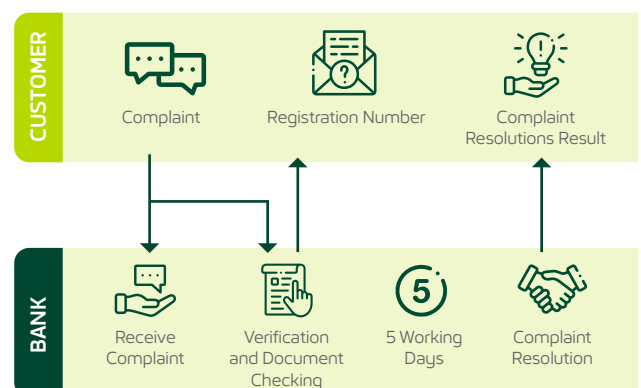 CUSTOMER
Complaint
?
Registration Number
!
Complaint
Resolutions Result
BANK
Receive
Complaint
Verification
and Document
Checking
5
5 Working
Days
Complaint
Resolution